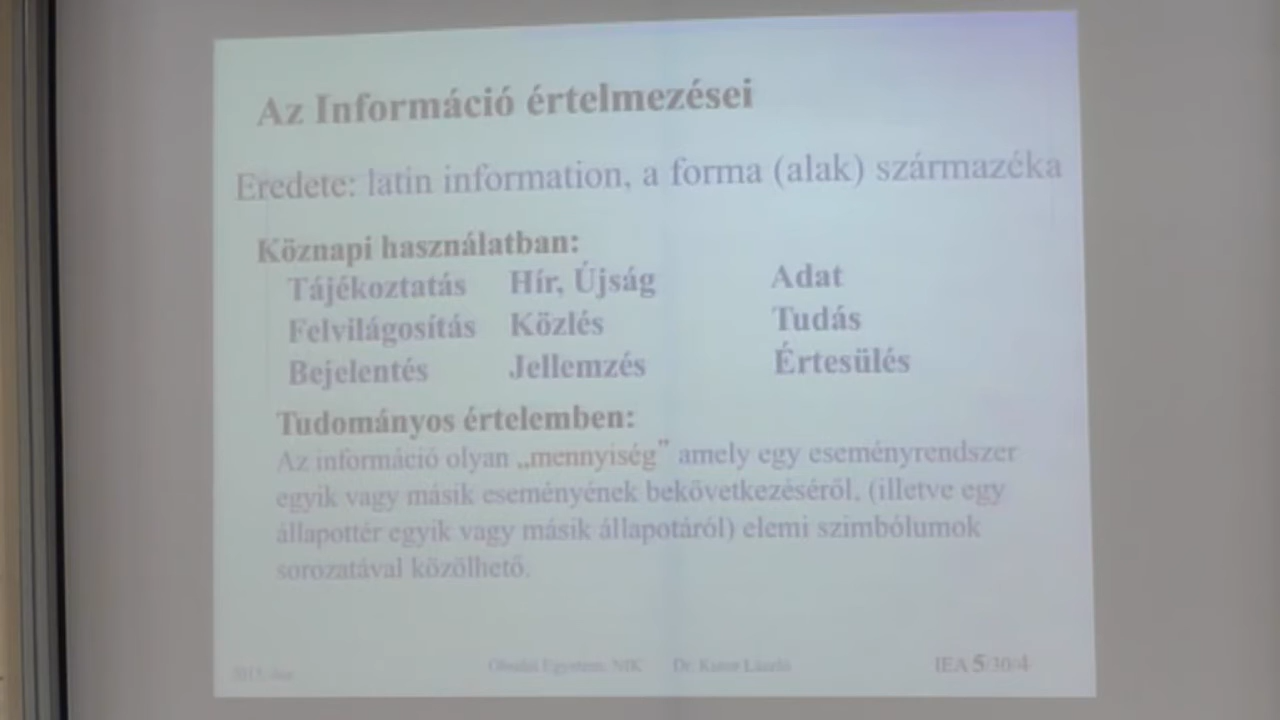 Az Információ értelmezései
Eredete: latin information, a forma (alak) származéka
Köznapi használatban:
Tájékoztatás Hír, Újság Adat
Felvilágosítás Közlés Tudás
Bejelentés Jellemzés Értesülés
Tudományos értelemben:
Az információ olyan „mennyiség” amely egy eseményrendszer
egyik vagy másik eseményének bekövetkezéséről, (illetve egy
állapottér egyik vagy másik állapotáról) elemi szimbólumok
sorozatával közölhető.
Egyetem, NIK Dr. László IEA 5/30/4